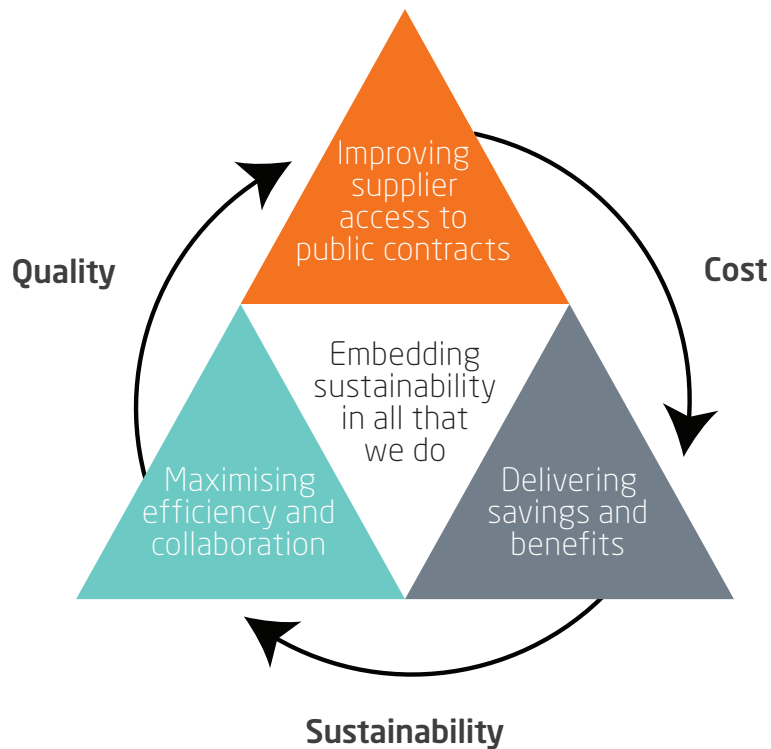 Improving
supplier
access to
public contracts
Quality
Cost
Embedding
sustainability
in all that
we do
Maximising
efficiency and
collaboration
Delivering
savings and
benefits
Sustainability